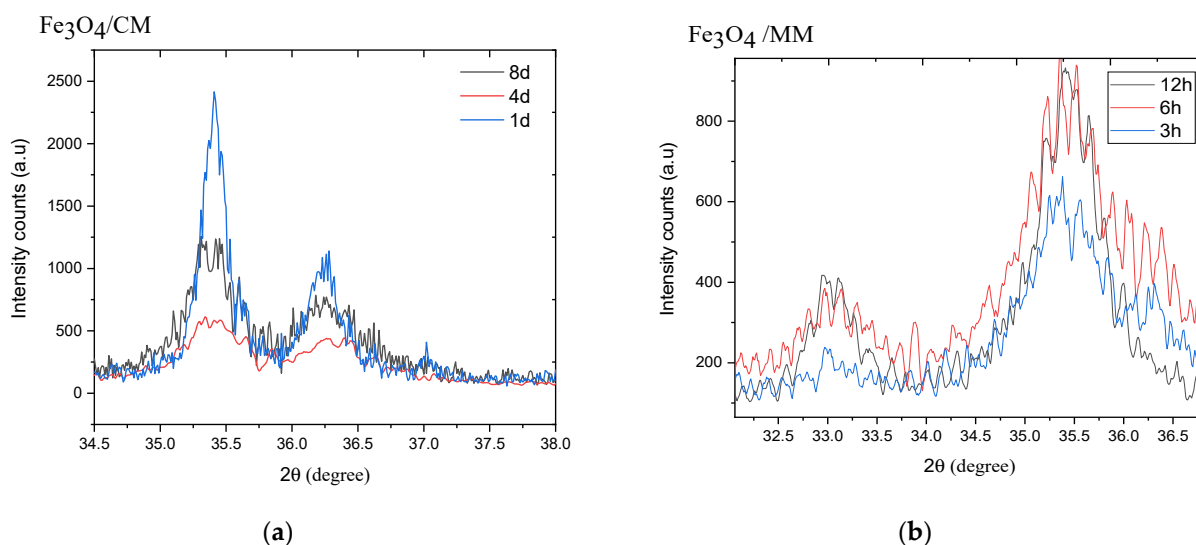 Fe3O4/CM
8d
4d
1d
2500
2000
1500
1000
500
0
Intensity counts (a.u)
34.5 35.0 35.5 36.0 36.5 37.0 37.5 38.0
2θ (degree)
(a)
Fe3O4 /MM
12h
6h
3h
800
600
400
200
Intensity counts (a.u)
32.5 33.0 33.5 34.0 34.5 35.0 35.5 36.0 36.5
2θ (degree)
(b)